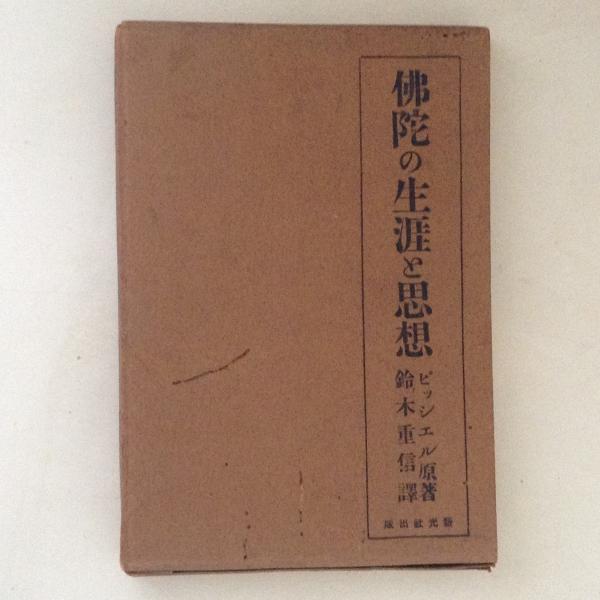 佛陀の生涯と思想
ピッシエル原著
鈴木重信譯
新光社出版